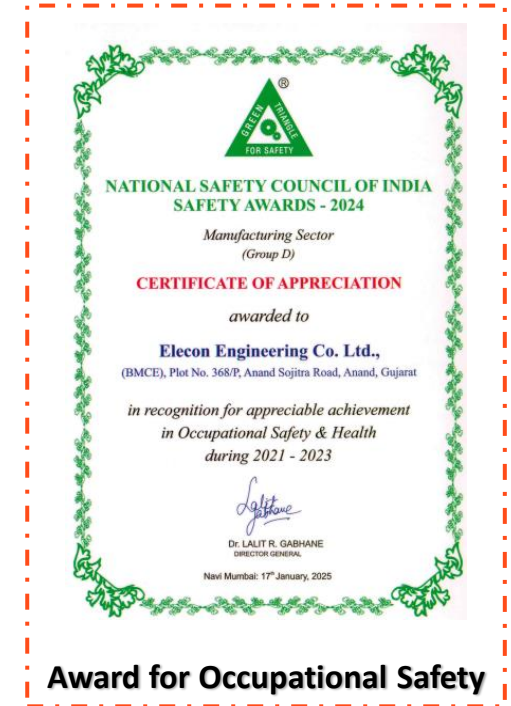 ®
GREEN TRIANGLE
FOR SAFETY
NATIONAL SAFETY COUNCIL OF INDIA
SAFETY AWARDS - 2024
Manufacturing Sector
(Group D)
CERTIFICATE OF APPRECIATION
awarded to
Elecon Engineering Co. Ltd.,
(BMCE), Plot No. 368/P, Anand Sojitra Road, Anand, Gujarat
in recognition for appreciable achievement
in Occupational Safety & Health
during 2021 - 2023
Lalit
Gabhane
Dr. LALIT R. GABHANE
DIRECTOR GENERAL
Navi Mumbai: 17th January, 2025
Award for Occupational Safety